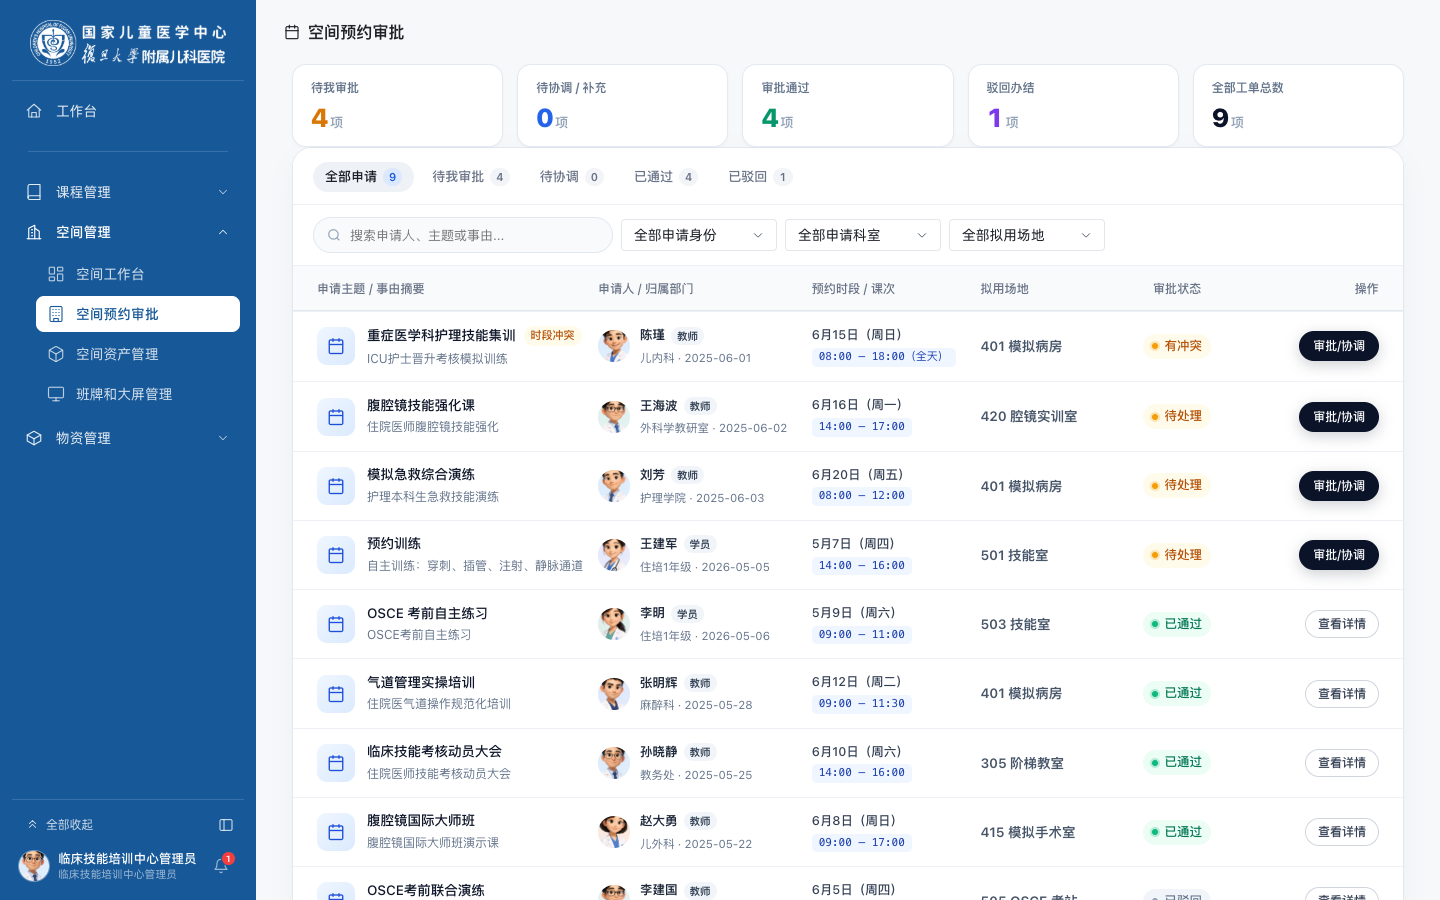 国家儿童医学中心
復旦大学附属儿科医院
工作台
课程管理
空间管理
空间工作台
空间预约审批
空间资产管理
班牌和大屏管理
物资管理
全部收起
临床技能培训中心管理员
临床技能培训中心管理员
1
空间预约审批
待我审批
4项
待协调 / 补充
0项
审批通过
4项
驳回办结
1 项
全部工单总数
9项
全部申请 9
待我审批 4
待协调 0
已通过 4
已驳回 1
搜索申请人、主题或事由...
全部申请身份
全部申请科室
全部拟用场地
申请主题 / 事由摘要 申请人 / 归属部门 预约时段 / 课次 拟用场地 审批状态 操作
重症医学科护理技能集训 时段冲突
ICU护士晋升考核模拟训练
陈瑾 教师
儿内科 · 2025-06-01
6月15日（周日）
08:00 – 18:00（全天）
401 模拟病房
有冲突
审批/协调
腹腔镜技能强化课
住院医师腹腔镜技能强化
王海波 教师
外科学教研室 · 2025-06-02
6月16日（周一）
14:00 – 17:00
420 腔镜实训室
待处理
审批/协调
模拟急救综合演练
护理本科生急救技能演练
刘芳 教师
护理学院 · 2025-06-03
6月20日（周五）
08:00 – 12:00
401 模拟病房
待处理
审批/协调
预约训练
自主训练：穿刺、插管、注射、静脉通道
王建军 学员
住培1年级 · 2026-05-05
5月7日（周四）
14:00 – 16:00
501 技能室
待处理
审批/协调
OSCE 考前自主练习
OSCE考前自主练习
李明 学员
住培1年级 · 2026-05-06
5月9日（周六）
09:00 – 11:00
503 技能室
已通过
查看详情
气道管理实操培训
住院医气道操作规范化培训
张明辉 教师
麻醉科 · 2025-05-28
6月12日（周二）
09:00 – 11:30
401 模拟病房
已通过
查看详情
临床技能考核动员大会
住院医师技能考核动员大会
孙晓静 教师
教务处 · 2025-05-25
6月10日（周六）
14:00 – 16:00
305 阶梯教室
已通过
查看详情
腹腔镜国际大师班
腹腔镜国际大师班演示课
赵大勇 教师
儿外科 · 2025-05-22
6月8日（周日）
09:00 – 17:00
415 模拟手术室
已通过
查看详情
OSCE考前联合演练
李建国 教师
6月5日（周四）
505 OSCE 考站
已驳回
查看详情